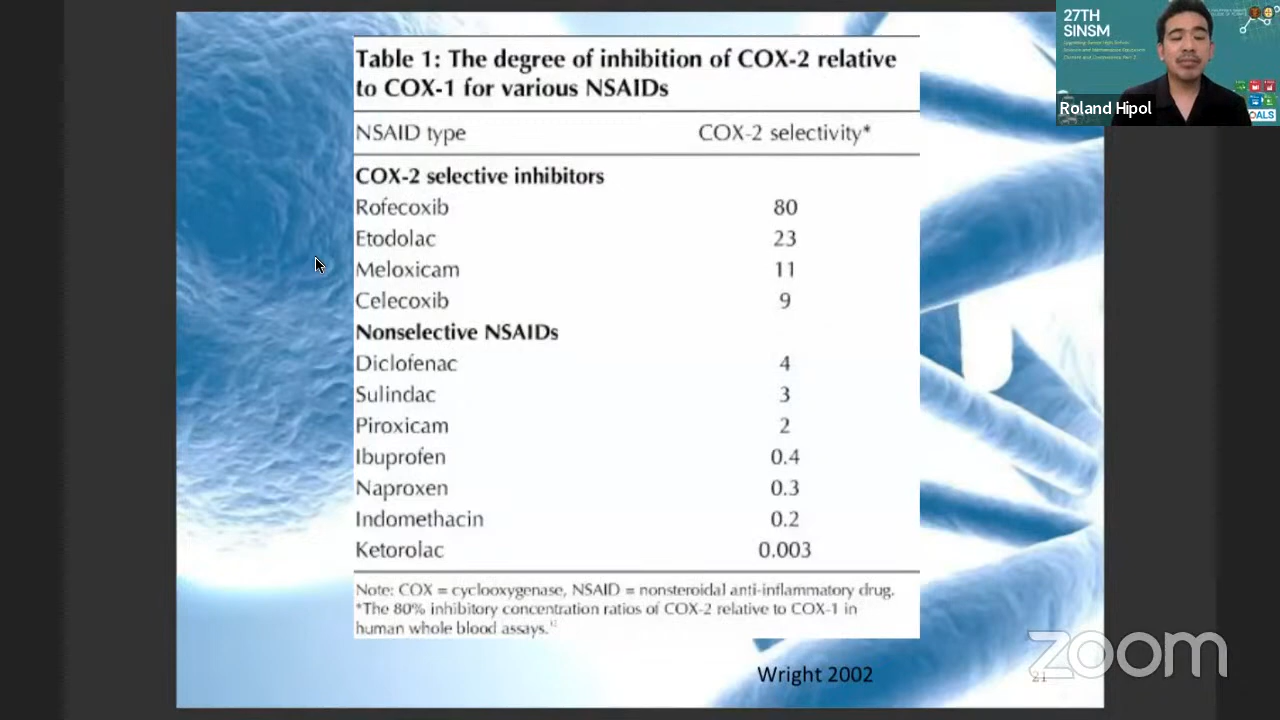 Table 1: The degree of inhibition of COX-2 relative
to COX-1 for various NSAIDs
NSAID type COX-2 selectivity*
COX-2 selective inhibitors
Rofecoxib 80
Etodolac 23
Meloxicam 11
Celecoxib 9
Nonselective NSAIDs
Diclofenac 4
Sulindac 3
Piroxicam 2
Ibuprofen 0.4
Naproxen 0.3
Indomethacin 0.2
Ketorolac 0.003
Note: COX = cyclooxygenase, NSAID = nonsteroidal anti-inflammatory drug.
*The 80% inhibitory concentration ratios of COX-2 relative to COX-1 in
human whole blood assays.
Wright 2002
21
zoom
27TH
SINSM
Roland Hipol